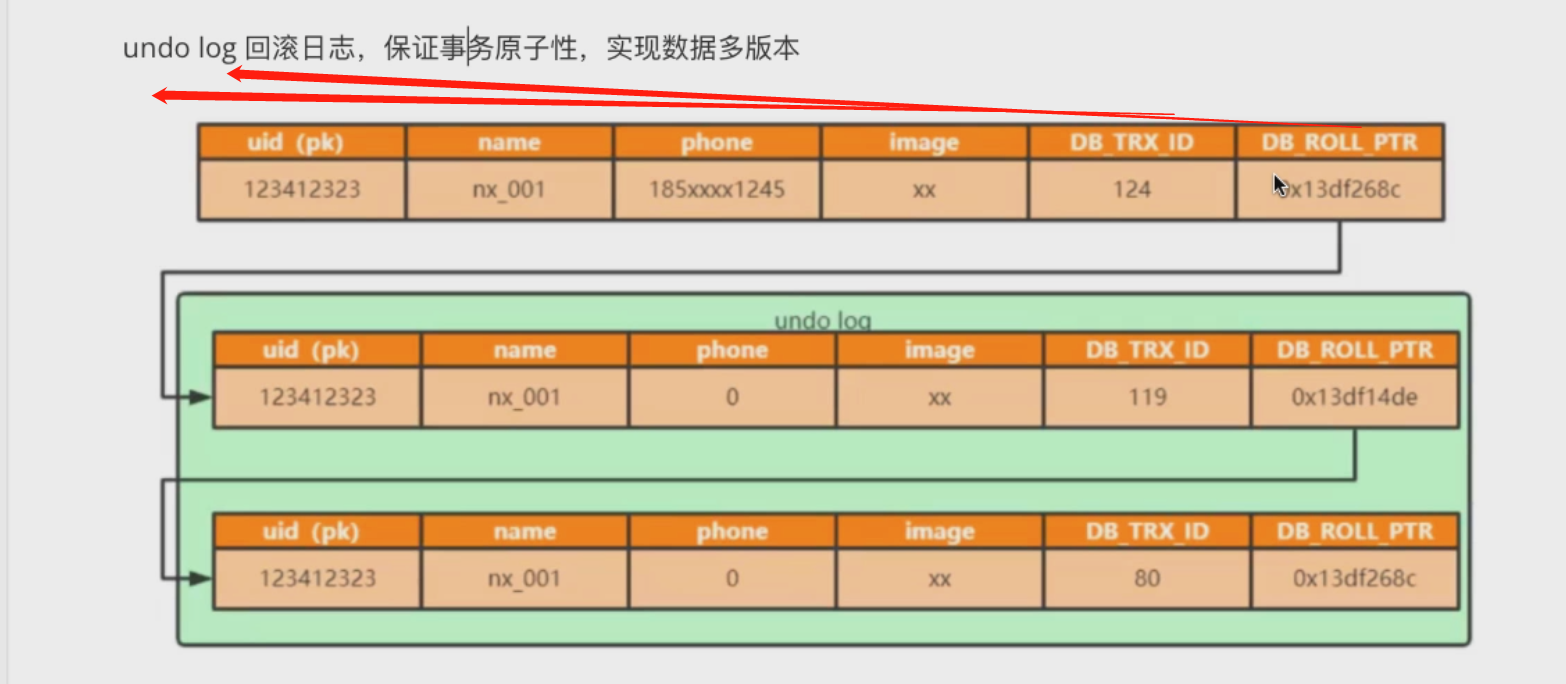 undo log 回滚日志，保证事务原子性，实现数据多版本
uid (pk) name phone image DB_TRX_ID DB_ROLL_PTR
123412323 nx_001 185xxxx1245 xx 124 0x13df268c
undo log
uid (pk) name phone image DB_TRX_ID DB_ROLL_PTR
123412323 nx_001 0 xx 119 0x13df14de
uid (pk) name phone image DB_TRX_ID DB_ROLL_PTR
123412323 nx_001 0 xx 80 0x13df268c